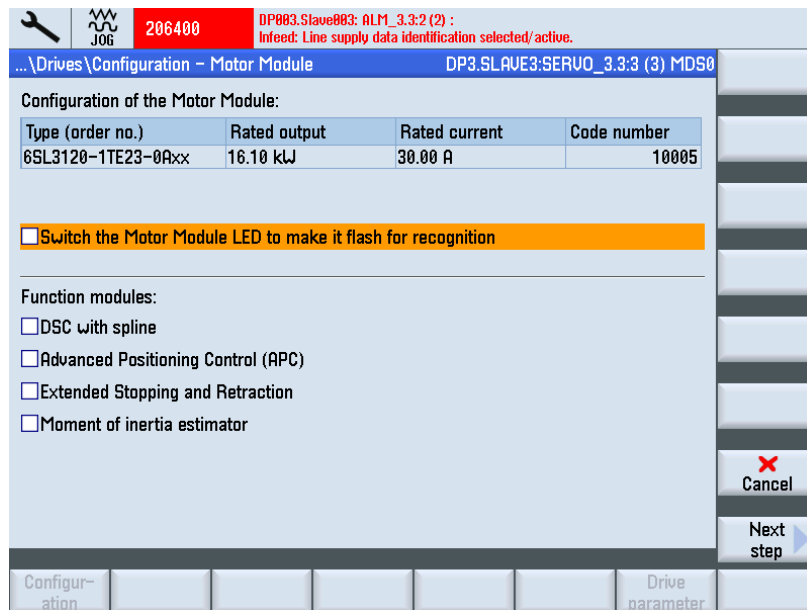 JOG
206400
DP003.Slave003: ALM_3.3:2 (2) :
Infeed: Line supply data identification selected/active.
...\Drives\Configuration – Motor Module
DP3.SLAVE3:SERVO_3.3:3 (3) MDS0
Configuration of the Motor Module:
Type (order no.) Rated output Rated current Code number
6SL3120-1TE23-0Axx 16.10 kW 30.00 A 10005
Switch the Motor Module LED to make it flash for recognition
Function modules:
DSC with spline
Advanced Positioning Control (APC)
Extended Stopping and Retraction
Moment of inertia estimator
Cancel
Next
step
Configur-
ation
Drive
parameter